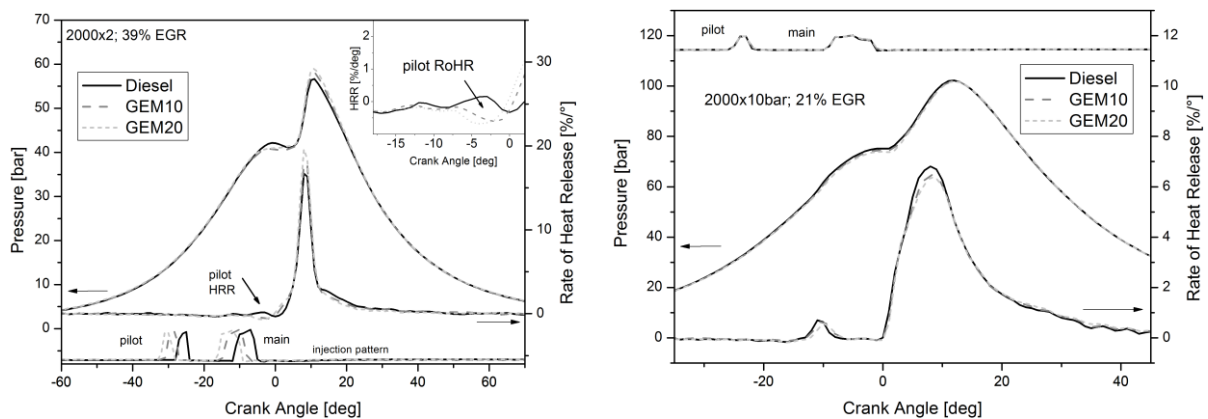 2000x2; 39% EGR
Diesel
GEM10
GEM20
pilot RoHR
HRR [%/deg]
2
1
0
-15
-10
-5
0
Crank Angle [deg]
pilot
HRR
pilot
main
injection pattern
70
60
50
40
30
20
10
0
Pressure [bar]
30
20
10
0
Rate of Heat Release [%/°]
-60
-40
-20
0
20
40
60
Crank Angle [deg]
pilot
main
2000x10bar; 21% EGR
Diesel
GEM10
GEM20
120
100
80
60
40
20
0
Pressure [bar]
12
10
8
6
4
2
0
Rate of Heat Release [%/°]
-20
0
20
40
Crank Angle [deg]